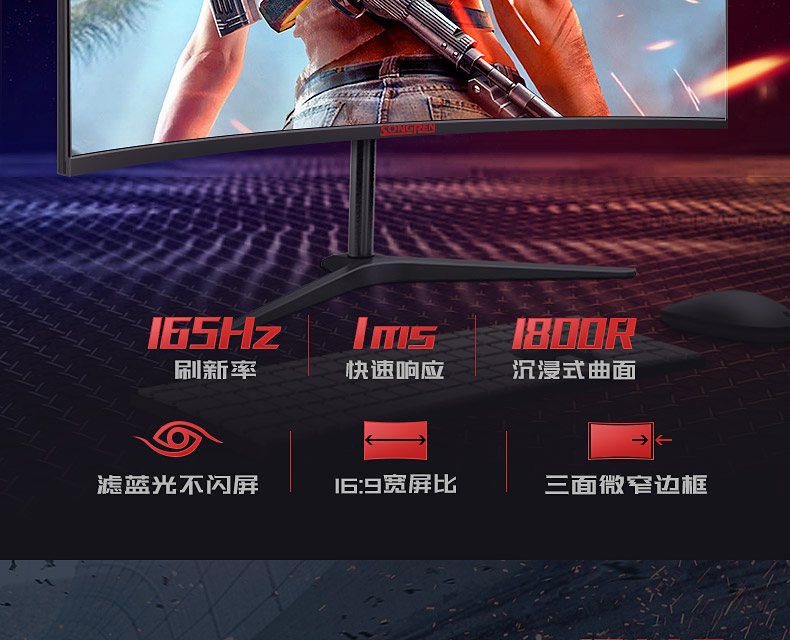 SONGREN
165Hz
刷新率
1ms
快速响应
1800R
沉浸式曲面
滤蓝光不闪屏
16:9宽屏比
三面微窄边框